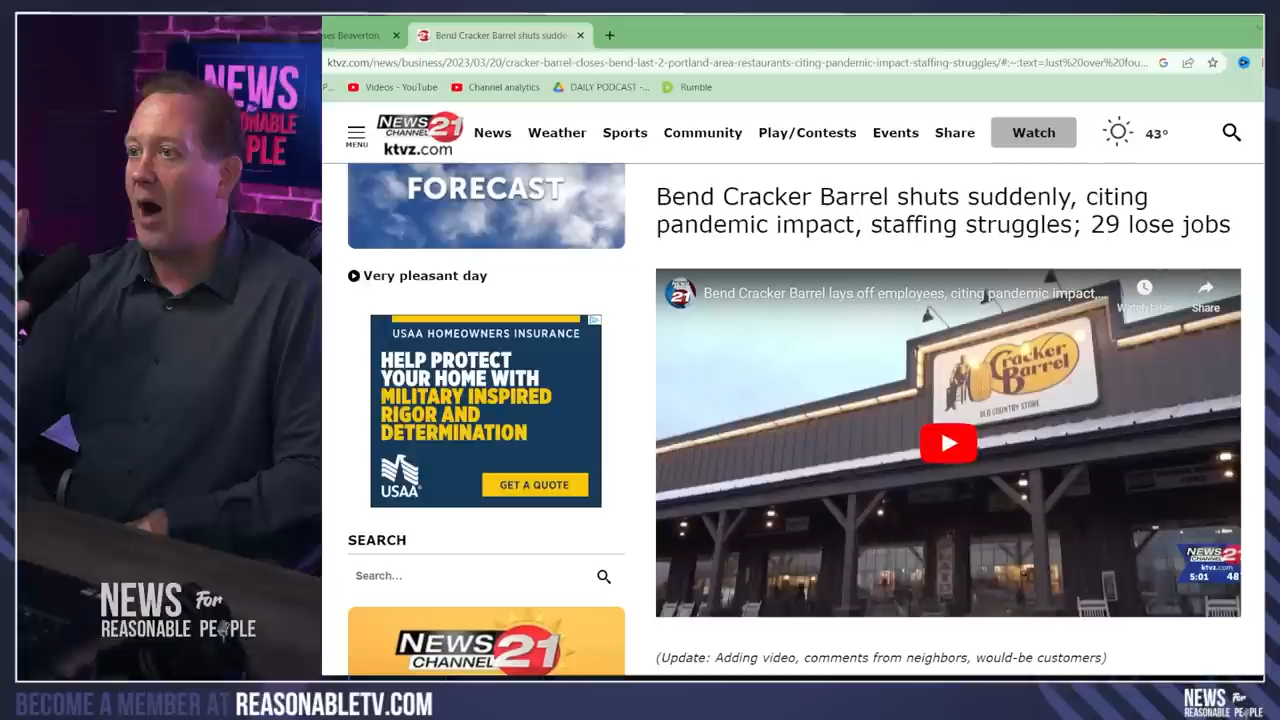 NEWS
For
REASONABLE
PEOPLE
ses Beaverton,
Bend Cracker Barrel shuts sudde
ktvz.com/news/business/2023/03/20/cracker-barrel-closes-bend-last-2-portland-area-restaurants-citing-pandemic-impact-staffing-struggles/#:~:text=Just%20over%20fou...
P...
Videos - YouTube
Channel analytics
DAILY PODCAST -...
Rumble
MENU
NEWS CHANNEL 21
ktvz.com
News
Weather
Sports
Community
Play/Contests
Events
Share
Watch
43°
FORECAST
Very pleasant day
USAA HOMEOWNERS INSURANCE
HELP PROTECT
YOUR HOME WITH
MILITARY INSPIRED
RIGOR AND
DETERMINATION
USAA
GET A QUOTE
SEARCH
Search...
NEWS CHANNEL 21
Bend Cracker Barrel shuts suddenly, citing
pandemic impact, staffing struggles; 29 lose jobs
Bend Cracker Barrel lays off employees, citing pandemic impact,...
Watch later
Share
Cracker
Barrel
OLD COUNTRY STORE
NEWS 21
ktvz.com
5:01 48°
(Update: Adding video, comments from neighbors, would-be customers)
NEWS For
REASONABLE PEOPLE
BECOME A MEMBER AT REASONABLETV.COM
NEWS For
REASONABLE PEOPLE